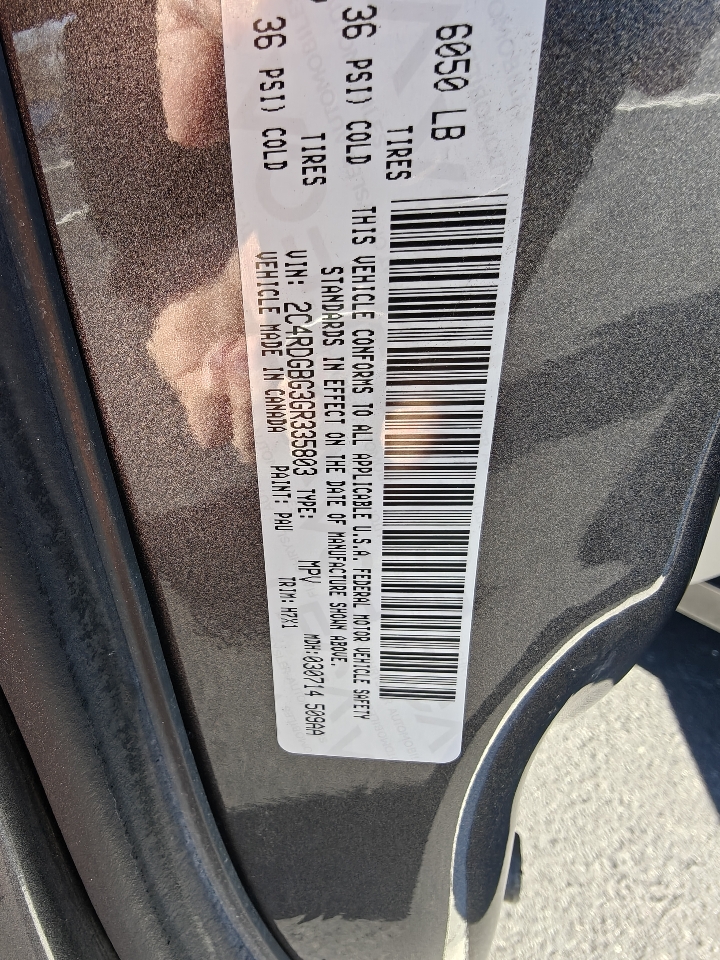 6050 LB
36 PSI) COLD
TIRES
36 PSI) COLD
TIRES
THIS VEHICLE CONFORMS TO ALL APPLICABLE U.S.A. FEDERAL MOTOR VEHICLE SAFETY
STANDARDS IN EFFECT ON THE DATE OF MANUFACTURE SHOWN ABOVE.
VIN: 2C4RDGBG3GR335803 TYPE: MPV MDH:030714 509AA
VEHICLE MADE IN CANADA PAINT: PAU TRIM: H7X1